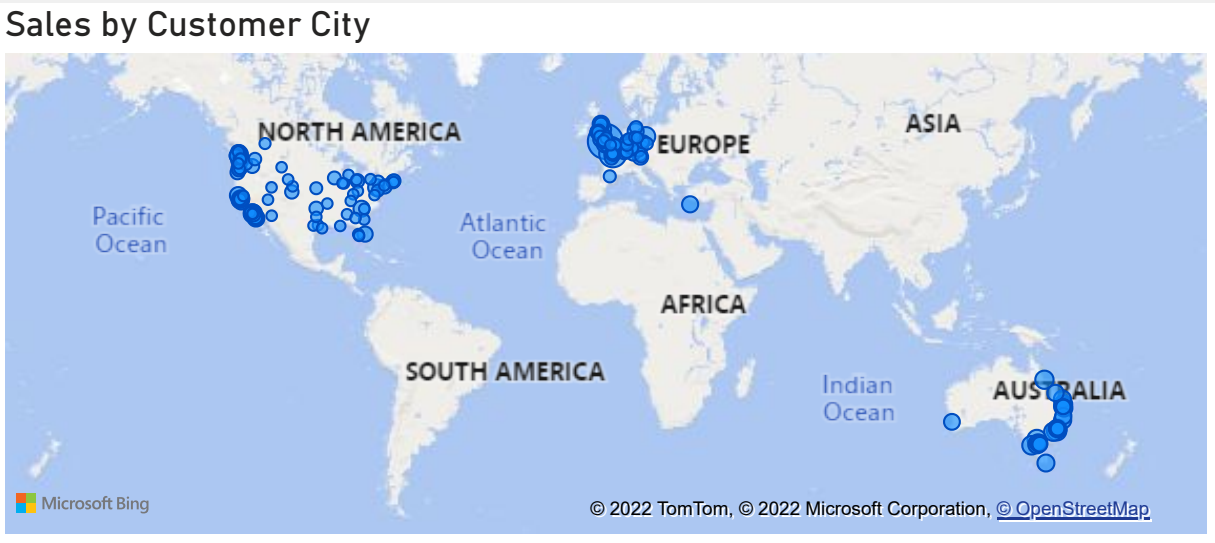 Sales by Customer City
NORTH AMERICA
EUROPE
ASIA
Pacific
Ocean
Atlantic
Ocean
AFRICA
SOUTH AMERICA
Indian
Ocean
AUSTRALIA
Microsoft Bing
© 2022 TomTom, © 2022 Microsoft Corporation, © OpenStreetMap